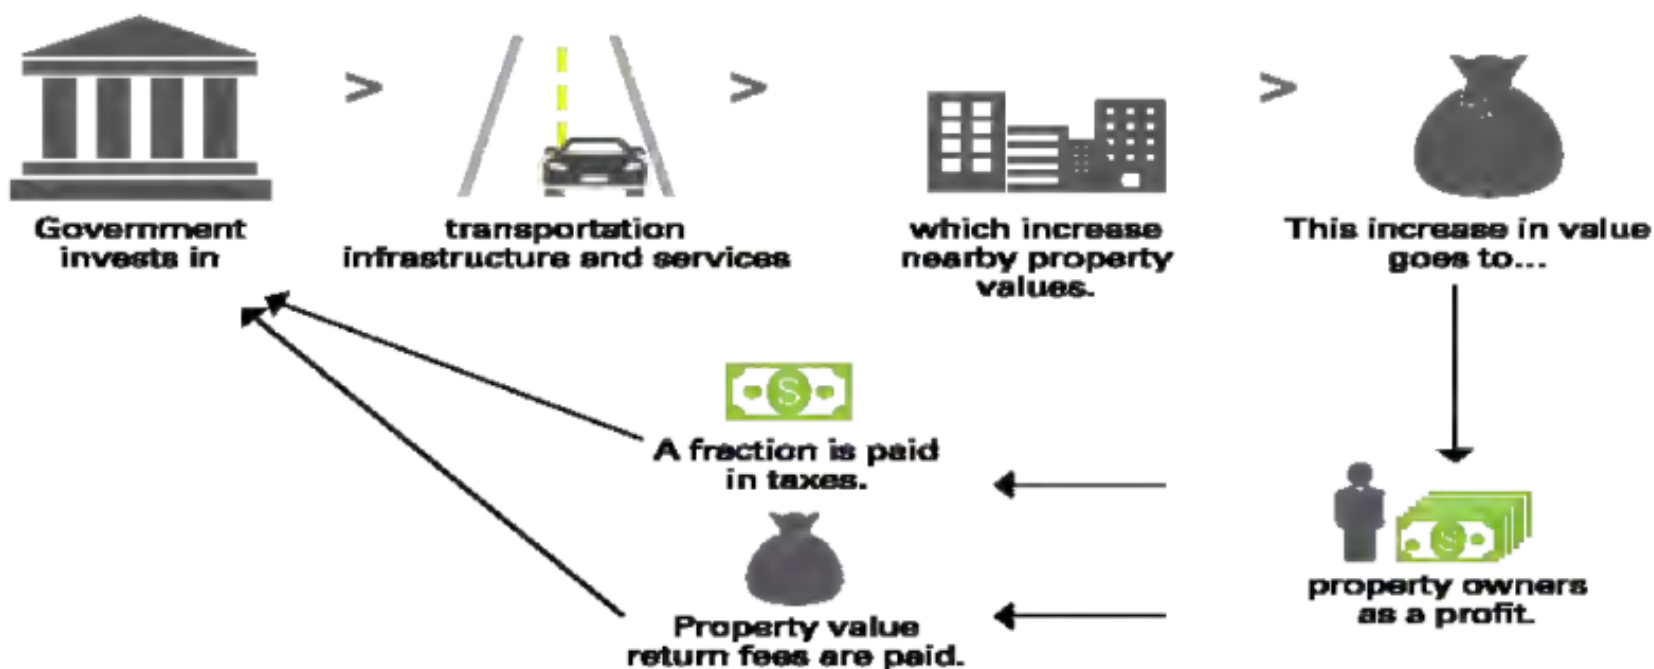 >
>
>
Government
invests in
transportation
infrastructure and services
which increase
nearby property
values.
This increase in value
goes to...
property owners
as a profit.
A fraction is paid
in taxes.
Property value
return fees are paid.